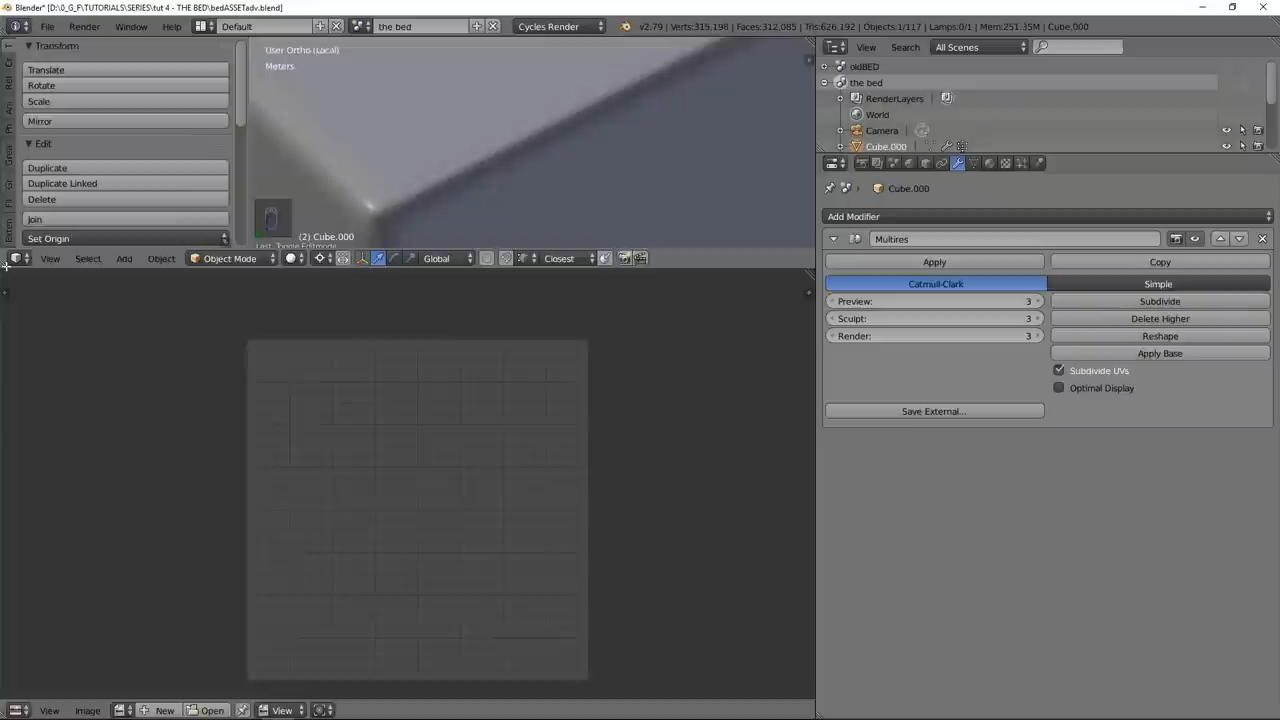 Blender* [D:\0_G_F\TUTORIALS\SERIES\tut 4 - THE BED\bedASSETadv.blend]
File Render Window Help Default the bed Cycles Render v2.79 | Verts:315,198 | Faces:312,085 | Tris:626,192 | Objects:1/117 | Lamps:0/1 | Mem:251.35M | Cube.000
Transform
Translate
Rotate
Scale
Mirror
Edit
Duplicate
Duplicate Linked
Delete
Join
Set Origin
User Ortho (Local)
Meters
(2) Cube.000
Last: Toggle Editmode
View Select Add Object Object Mode Global Closest
View Search All Scenes
oldBED
the bed
RenderLayers
World
Camera
Cube.000
Cube.000
Add Modifier
Multires
Apply Copy
Catmull-Clark Simple
Preview: 3 Subdivide
Sculpt: 3 Delete Higher
Render: 3 Reshape
Apply Base
Subdivide UVs
Optimal Display
Save External...
View Image New Open View